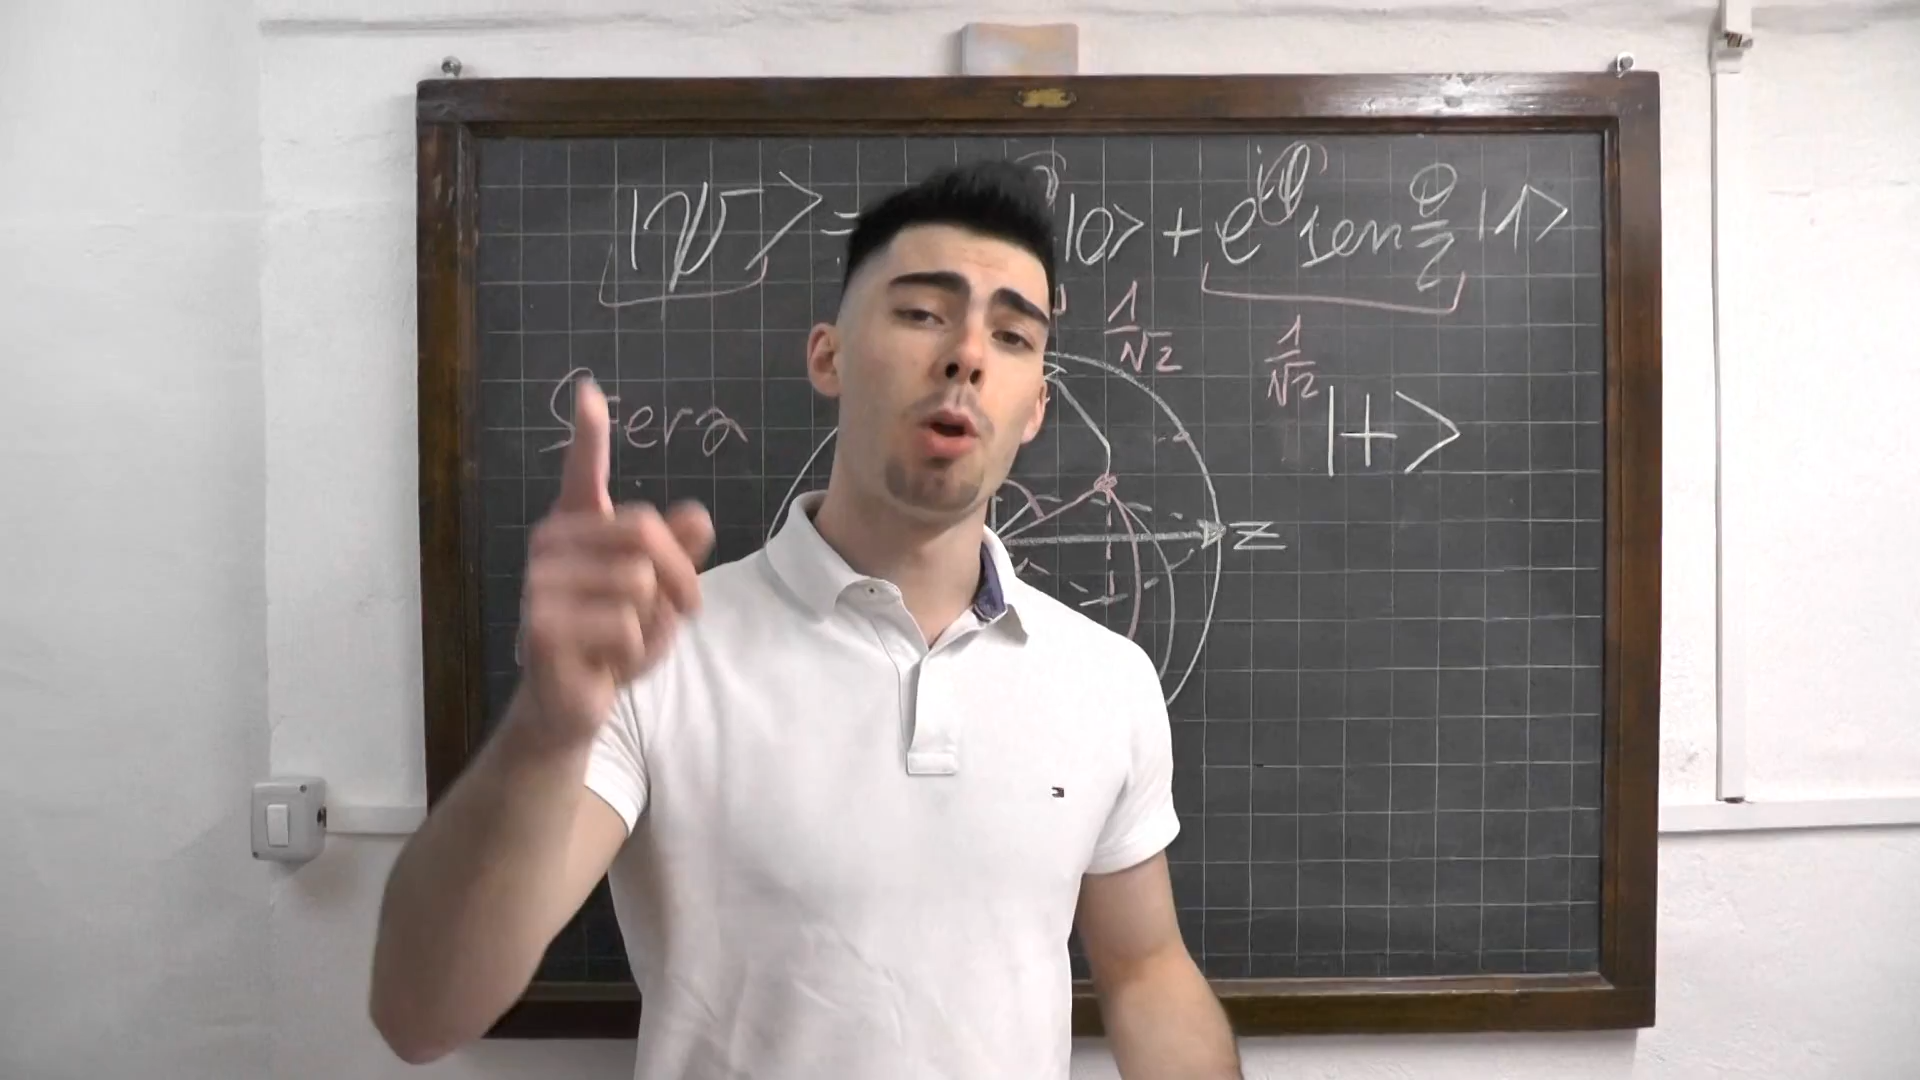 |ψ> = |0> + e^{iφ} sen θ/2 |1>
1/√2
1/√2
Sfera
|+>
z